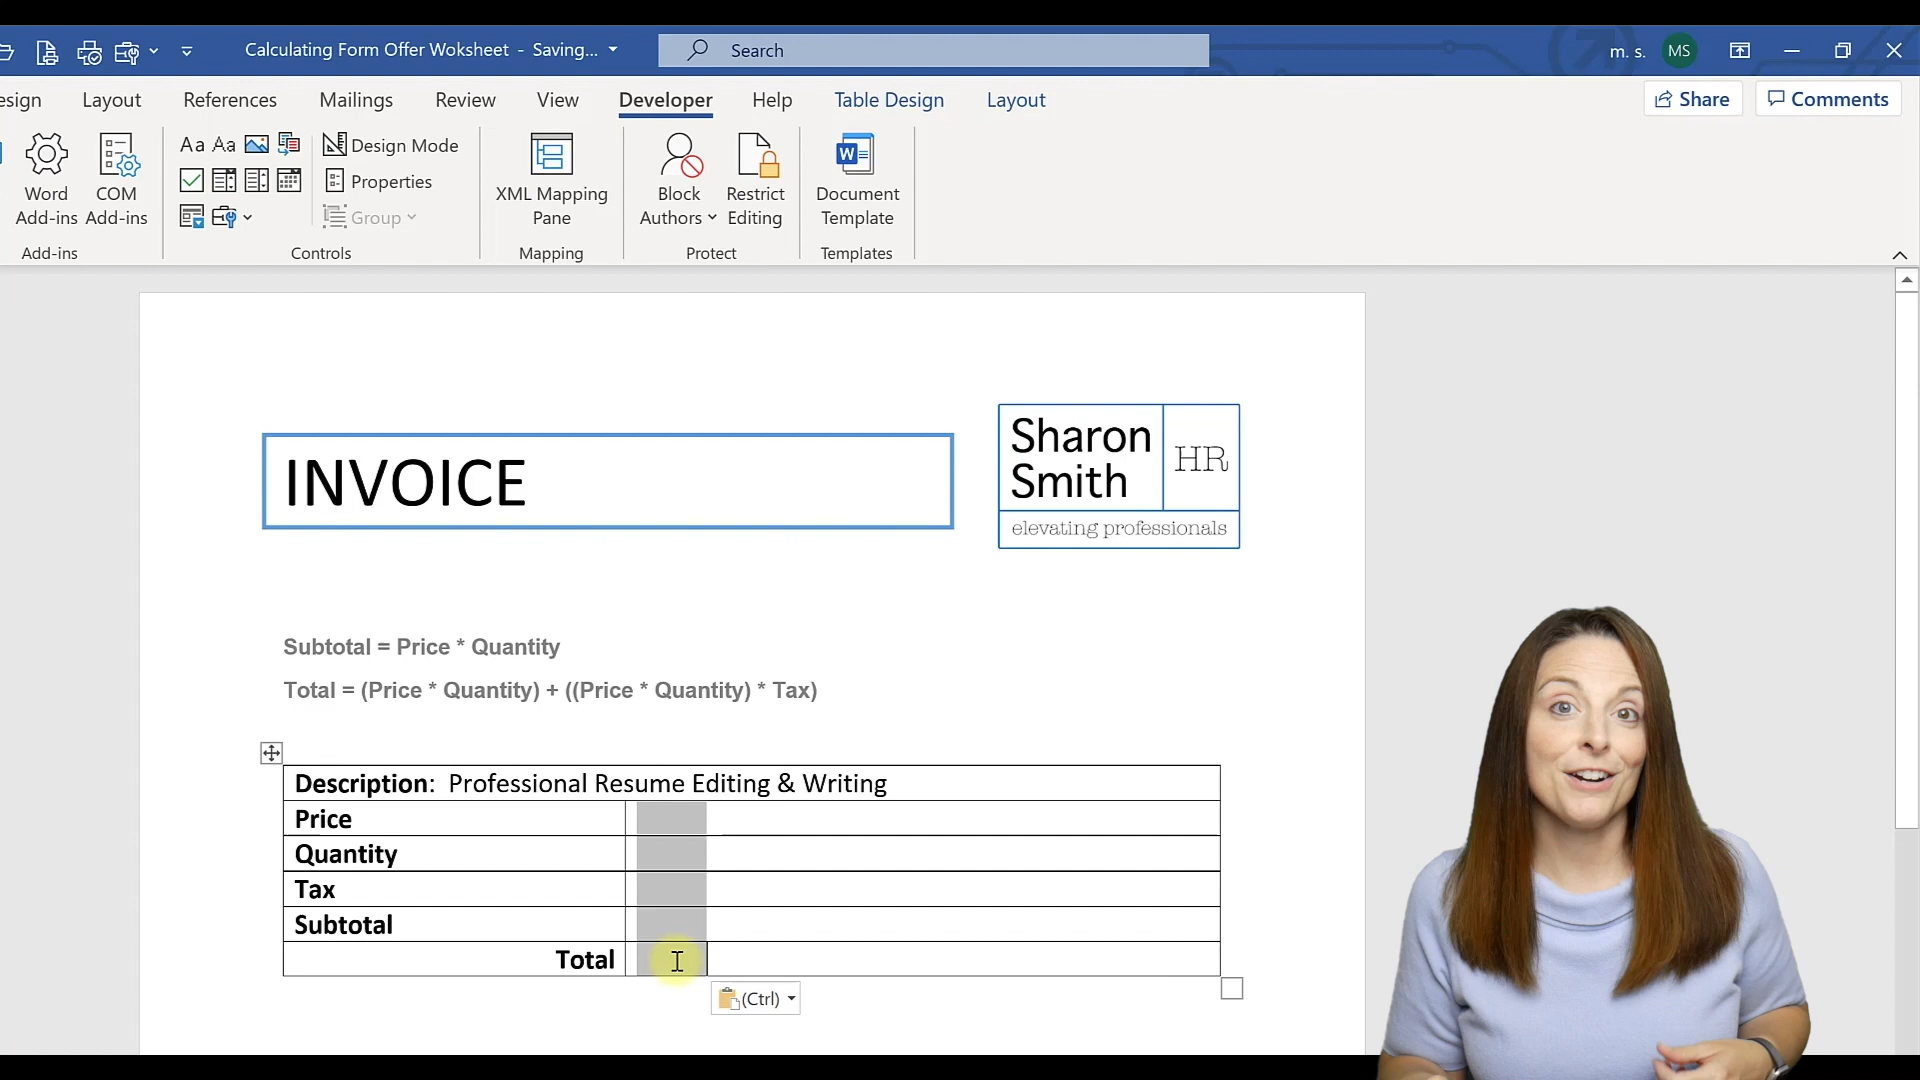 Calculating Form Offer Woksheet - Saving...
Search
m. s.
MS
esign
Layout
References
Mailings
Review
View
Developer
Help
Table Design
Layout
Share
Comments
Word Add-ins
COM Add-ins
Add-ins
Aa Aa
Design Mode
Properties
Group
Controls
XML Mapping Pane
Mapping
Block Authors
Restrict Editing
Protect
Document Template
Templates
INVOICE
Sharon
Smith
HR
elevating professionals
Subtotal = Price * Quantity
Total = (Price * Quantity) + ((Price * Quantity) * Tax)
Description: Professional Resume Editing & Writing
Price
Quantity
Tax
Subtotal
Total
(Ctrl)